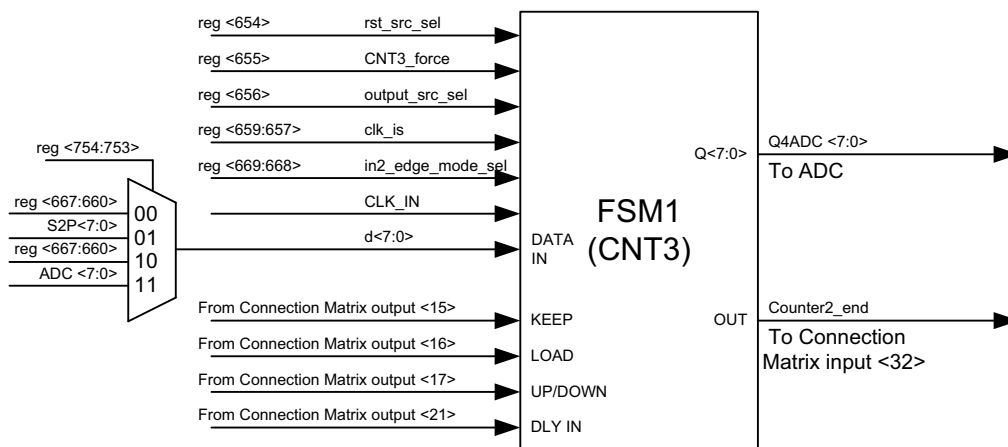 reg <654> rst_src_sel
reg <655> CNT3_force
reg <656> output_src_sel
reg <659:657> clk_is
reg <669:668> in2_edge_mode_sel
CLK_IN
reg <754:753>
reg <667:660> 00
S2P<7:0> 01
reg <667:660> 10
ADC <7:0> 11
d<7:0>
DATA
IN
From Connection Matrix output <15> KEEP
From Connection Matrix output <16> LOAD
From Connection Matrix output <17> UP/DOWN
From Connection Matrix output <21> DLY IN
FSM1
(CNT3)
Q<7:0> Q4ADC <7:0>
To ADC
OUT Counter2_end
To Connection
Matrix input <32>